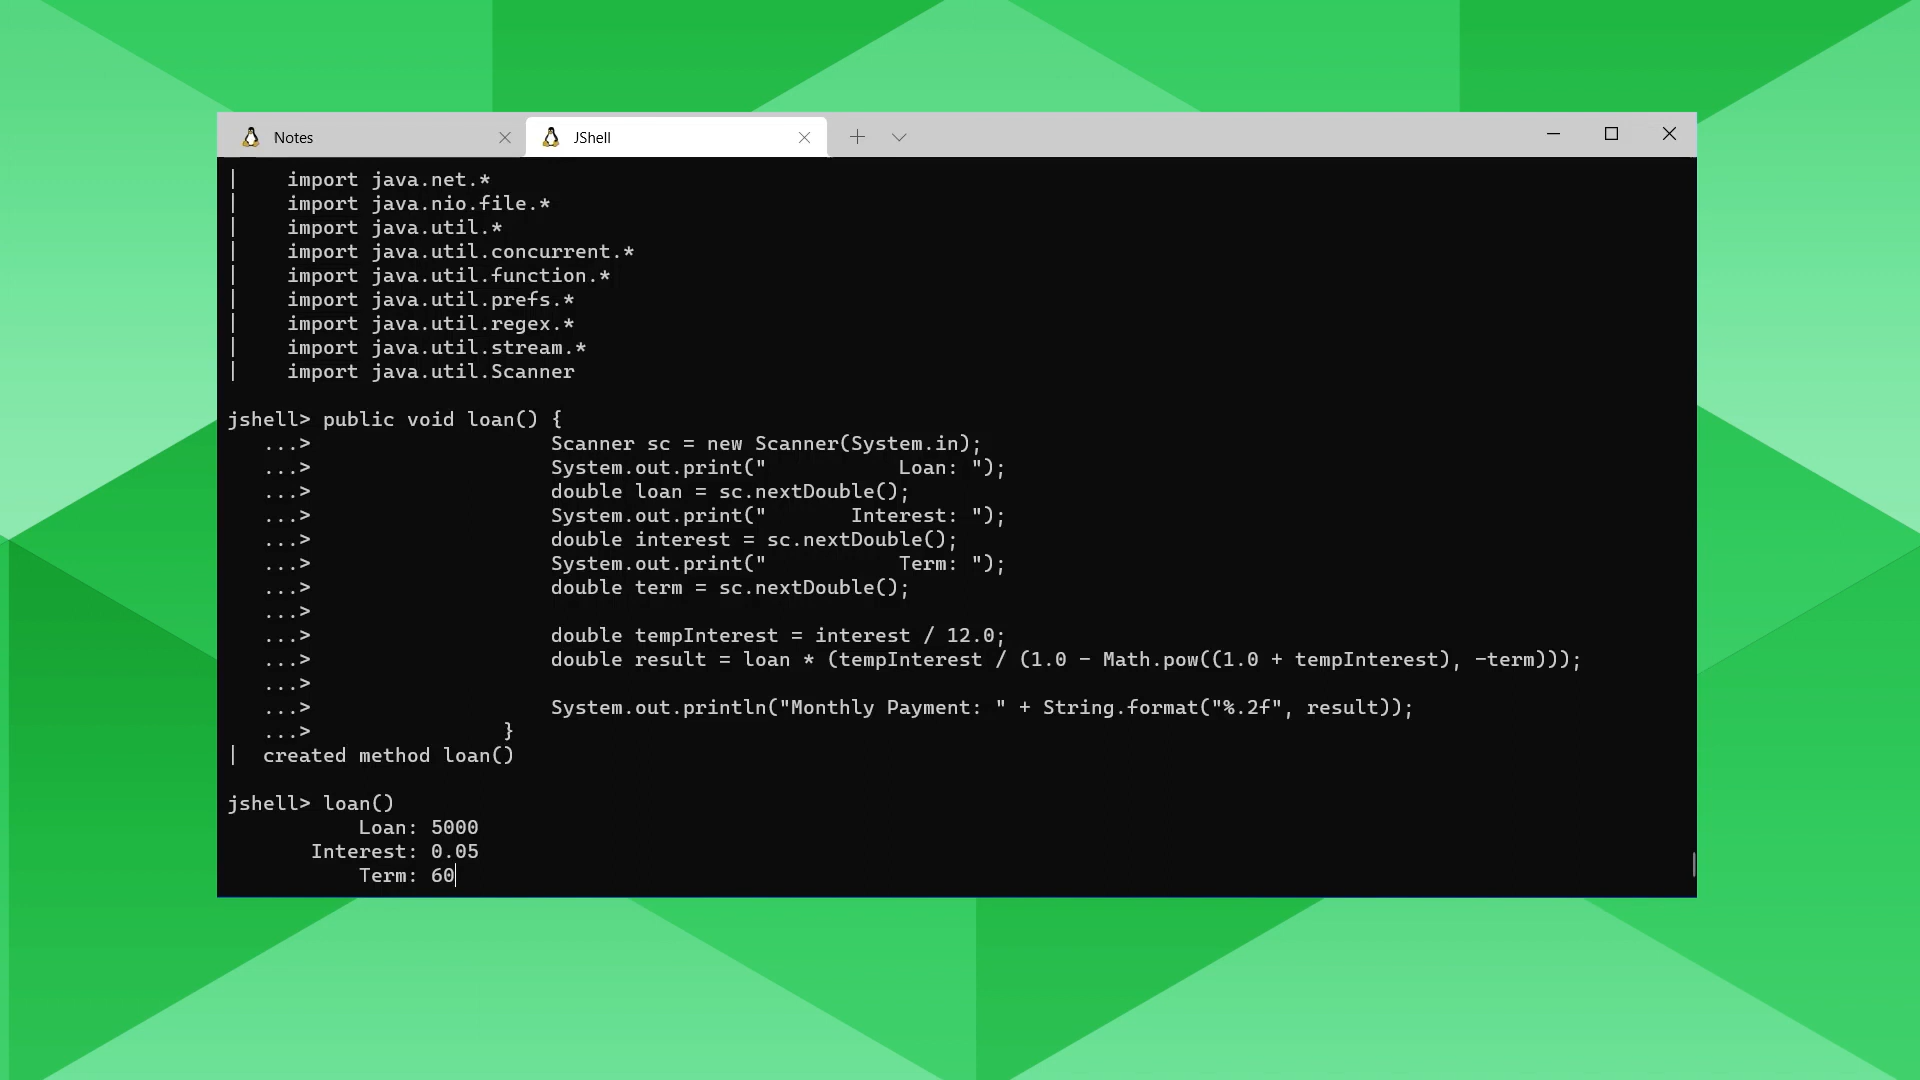 Notes
JShell
|    import java.net.*
|    import java.nio.file.*
|    import java.util.*
|    import java.util.concurrent.*
|    import java.util.function.*
|    import java.util.prefs.*
|    import java.util.regex.*
|    import java.util.stream.*
|    import java.util.Scanner
jshell> public void loan() {
   ...>                    Scanner sc = new Scanner(System.in);
   ...>                    System.out.print("           Loan: ");
   ...>                    double loan = sc.nextDouble();
   ...>                    System.out.print("       Interest: ");
   ...>                    double interest = sc.nextDouble();
   ...>                    System.out.print("           Term: ");
   ...>                    double term = sc.nextDouble();
   ...>
   ...>                    double tempInterest = interest / 12.0;
   ...>                    double result = loan * (tempInterest / (1.0 - Math.pow((1.0 + tempInterest), -term)));
   ...>
   ...>                    System.out.println("Monthly Payment: " + String.format("%.2f", result));
   ...>                }
|  created method loan()
jshell> loan()
           Loan: 5000
       Interest: 0.05
           Term: 60